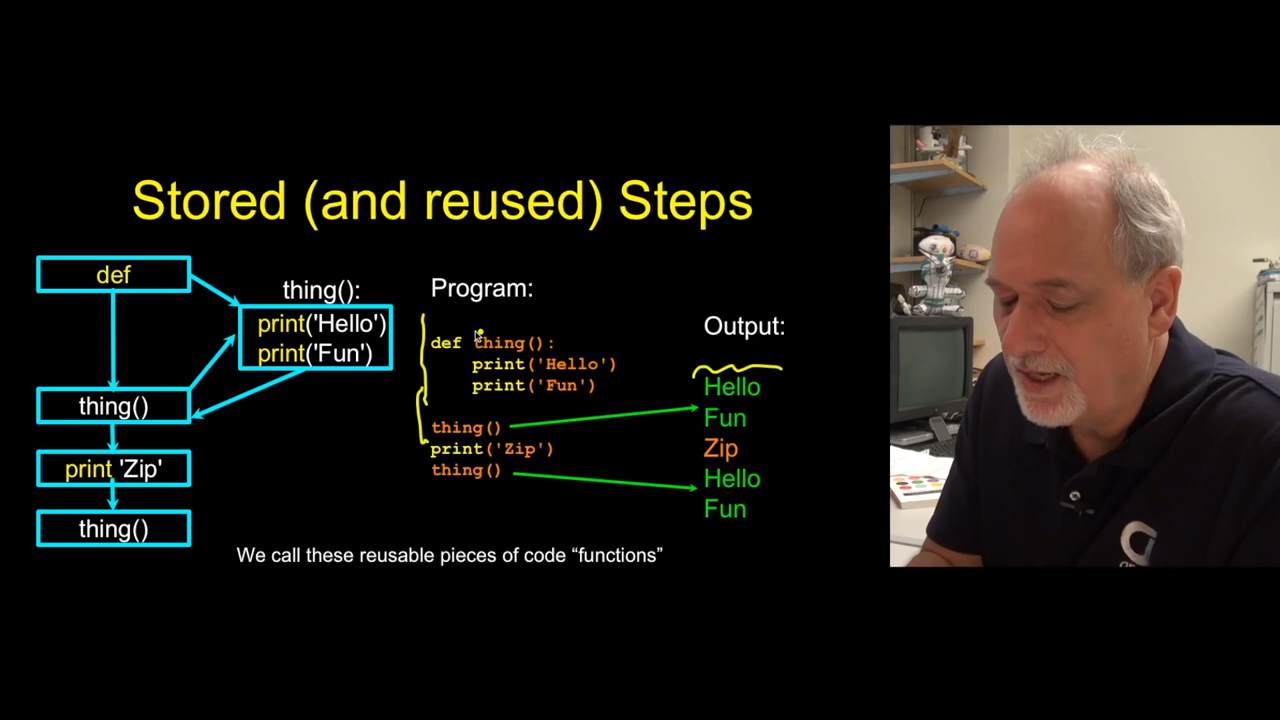 Stored (and reused) Steps
def
thing():
print('Hello')
print('Fun')
thing()
print 'Zip'
thing()
Program:
def thing():
    print('Hello')
    print('Fun')
thing()
print('Zip')
thing()
Output:
Hello
Fun
Zip
Hello
Fun
We call these reusable pieces of code “functions”